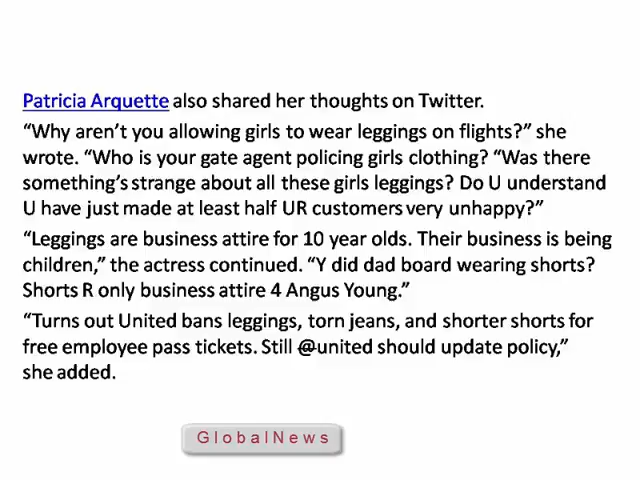 Patricia Arquette also shared her thoughts on Twitter.
“Why aren’t you allowing girls to wear leggings on flights?” she
wrote. “Who is your gate agent policing girls clothing? “Was there
something’s strange about all these girls leggings? Do U understand
U have just made at least half UR customers very unhappy?”
“Leggings are business attire for 10 year olds. Their business is being
children,” the actress continued. “Y did dad board wearing shorts?
Shorts R only business attire 4 Angus Young.”
“Turns out United bans leggings, torn jeans, and shorter shorts for
free employee pass tickets. Still @united should update policy,”
she added.
GlobalNews